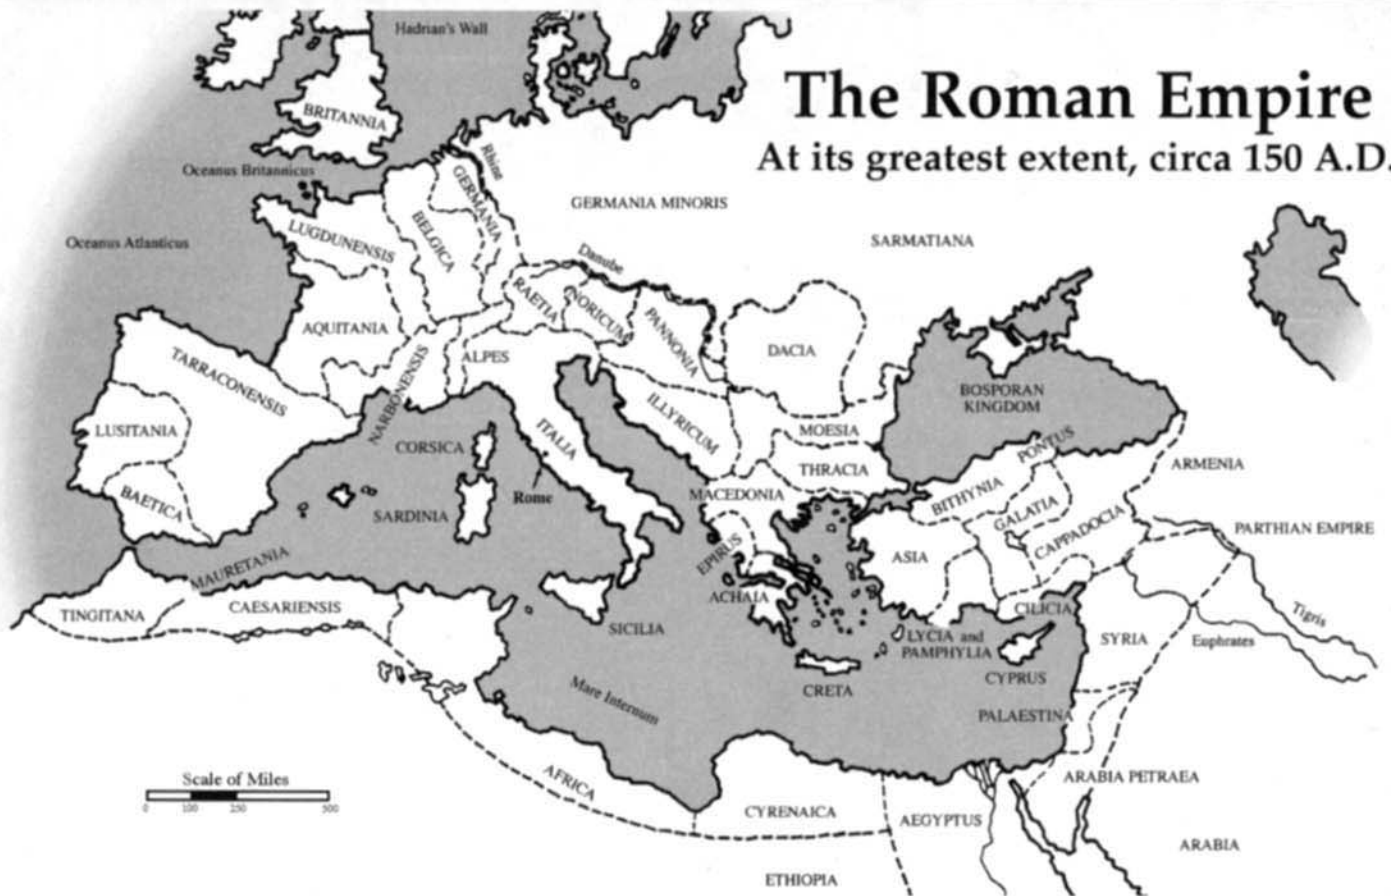 Hadrian's Wall
The Roman Empire
At its greatest extent, circa 150 A.D.
BRITANNIA
Oceanus Britannicus
Rhine
GERMANIA
GERMANIA MINORIS
SARMATIANA
Oceanus Atlanticus
LUGDUNENSIS
BELGICA
Danube
RAETIA
NORICUM
PANNONIA
AQUITANIA
ALPES
DACIA
TARRACONENSIS
NARBONENSIS
BOSPORAN
KINGDOM
LUSITANIA
CORSICA
ITALIA
ILLYRICUM
MOESIA
THRACIA
PONTUS
ARMENIA
BAETICA
SARDINIA
Rome
MACEDONIA
BITHYNIA
GALATIA
CAPPADOCIA
PARTHIAN EMPIRE
MAURETANIA
EPIRUS
ASIA
TINGITANA
CAESARIENSIS
ACHAIA
CILICIA
Tigris
SICILIA
LYCIA and
PAMPHYLIA
SYRIA
Euphrates
CRETA
CYPRUS
Mare Internum
PALAESTINA
Scale of Miles
0 100 250 500
AFRICA
ARABIA PETRAEA
CYRENAICA
AEGYPTUS
ARABIA
ETHIOPIA